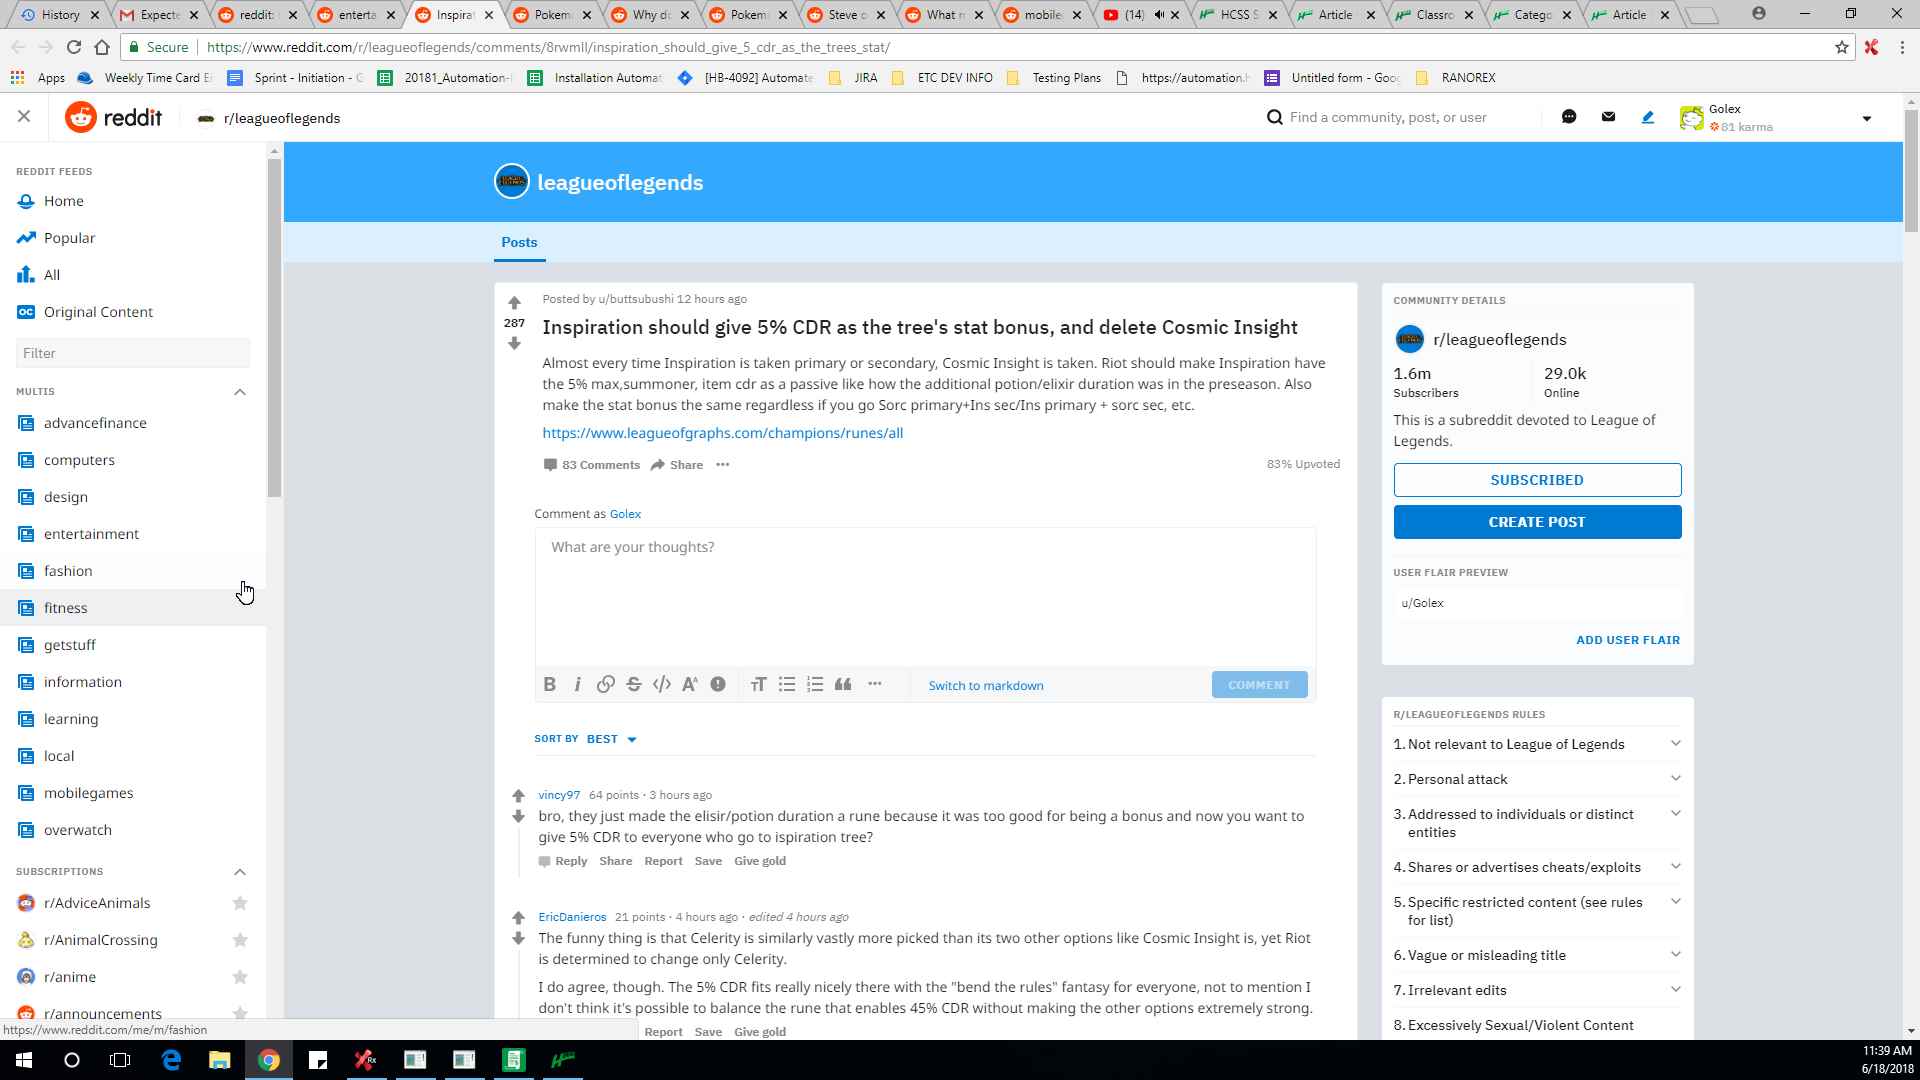 History
Expecte
reddit:
enterta
Inspirat
Pokem
Why do
Pokem
Steve c
What r
mobile
(14)
HCSS S
Article
Classro
Catego
Article
Secure
https://www.reddit.com/r/leagueoflegends/comments/8rwmll/inspiration_should_give_5_cdr_as_the_trees_stat/
Apps
Weekly Time Card E
Sprint - Initiation - G
20181_Automation-
Installation Automat
[HB-4092] Automate
JIRA
ETC DEV INFO
Testing Plans
https://automation.h
Untitled form - Goo
RANOREX
reddit
r/leagueoflegends
Find a community, post, or user
Golex
81 karma
REDDIT FEEDS
Home
Popular
All
OC Original Content
Filter
MULTIS
advancefinance
computers
design
entertainment
fashion
fitness
getstuff
information
learning
local
mobilegames
overwatch
SUBSCRIPTIONS
r/AdviceAnimals
r/AnimalCrossing
r/anime
r/announcements
https://www.reddit.com/me/m/fashion
leagueoflegends
Posts
Posted by u/buttsubushi 12 hours ago
287
Inspiration should give 5% CDR as the tree's stat bonus, and delete Cosmic Insight
Almost every time Inspiration is taken primary or secondary, Cosmic Insight is taken. Riot should make Inspiration have
the 5% max,summoner, item cdr as a passive like how the additional potion/elixir duration was in the preseason. Also
make the stat bonus the same regardless if you go Sorc primary+Ins sec/Ins primary + sorc sec, etc.
https://www.leagueofgraphs.com/champions/runes/all
83 Comments
Share
83% Upvoted
Comment as Golex
What are your thoughts?
Switch to markdown
COMMENT
SORT BY BEST
vincy97 64 points · 3 hours ago
bro, they just made the elisir/potion duration a rune because it was too good for being a bonus and now you want to
give 5% CDR to everyone who go to ispiration tree?
Reply Share Report Save Give gold
EricDanieros 21 points · 4 hours ago · edited 4 hours ago
The funny thing is that Celerity is similarly vastly more picked than its two other options like Cosmic Insight is, yet Riot
is determined to change only Celerity.
I do agree, though. The 5% CDR fits really nicely there with the "bend the rules" fantasy for everyone, not to mention I
don't think it's possible to balance the rune that enables 45% CDR without making the other options extremely strong.
Report Save Give gold
COMMUNITY DETAILS
r/leagueoflegends
1.6m
Subscribers
29.0k
Online
This is a subreddit devoted to League of
Legends.
SUBSCRIBED
CREATE POST
USER FLAIR PREVIEW
u/Golex
ADD USER FLAIR
R/LEAGUEOFLEGENDS RULES
1. Not relevant to League of Legends
2. Personal attack
3. Addressed to individuals or distinct
entities
4. Shares or advertises cheats/exploits
5. Specific restricted content (see rules
for list)
6. Vague or misleading title
7. Irrelevant edits
8. Excessively Sexual/Violent Content
11:39 AM
6/18/2018